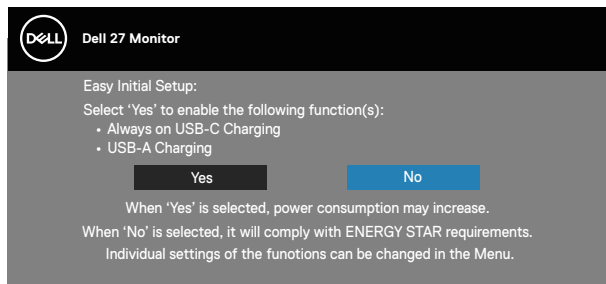 DELL
Dell 27 Monitor
Easy Initial Setup:
Select ‘Yes’ to enable the following function(s):
• Always on USB-C Charging
• USB-A Charging
Yes
No
When ‘Yes’ is selected, power consumption may increase.
When ‘No’ is selected, it will comply with ENERGY STAR requirements.
Individual settings of the funotions can be changed in the Menu.